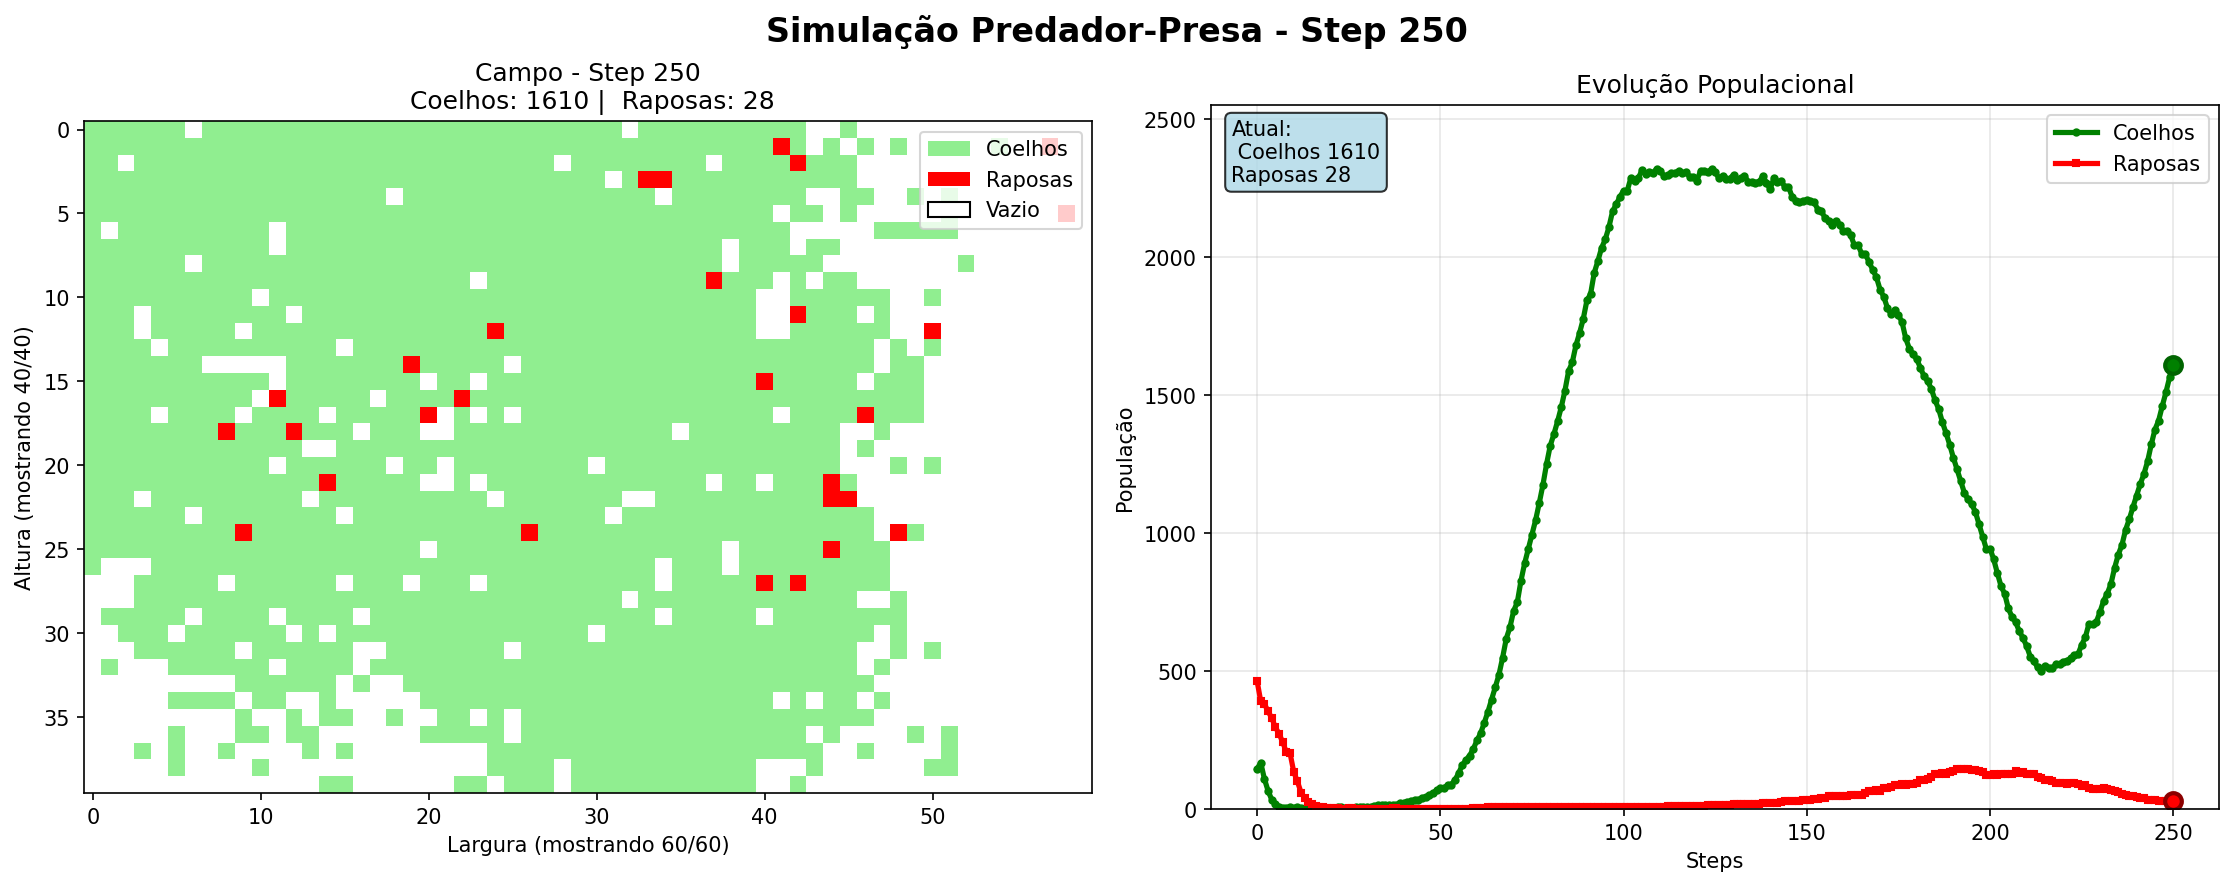 Simulação Predador-Presa - Step 250
Campo - Step 250
Coelhos: 1610 |  Raposas: 28
Coelhos
Raposas
Vazio
0
5
10
15
20
25
30
35
Altura (mostrando 40/40)
0
10
20
30
40
50
Largura (mostrando 60/60)
Evolução Populacional
Atual:
Coelhos 1610
Raposas 28
Coelhos
Raposas
2500
2000
1500
1000
500
0
População
0
50
100
150
200
250
Steps